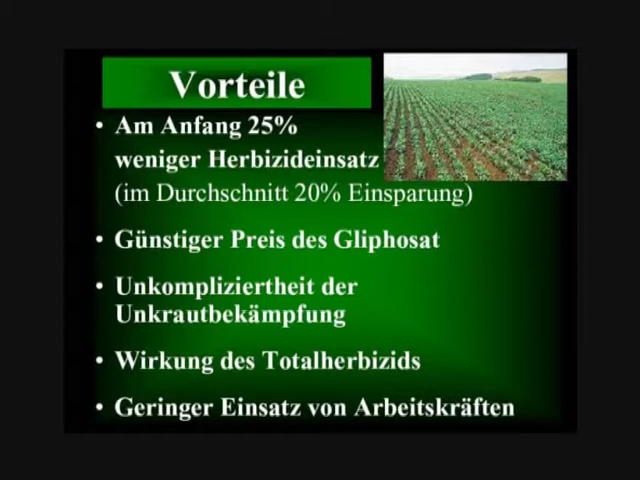 Vorteile
• Am Anfang 25%
weniger Herbizideinsatz
(im Durchschnitt 20% Einsparung)
• Günstiger Preis des Gliphosat
• Unkompliziertheit der
Unkrautbekämpfung
• Wirkung des Totalherbizids
• Geringer Einsatz von Arbeitskräften